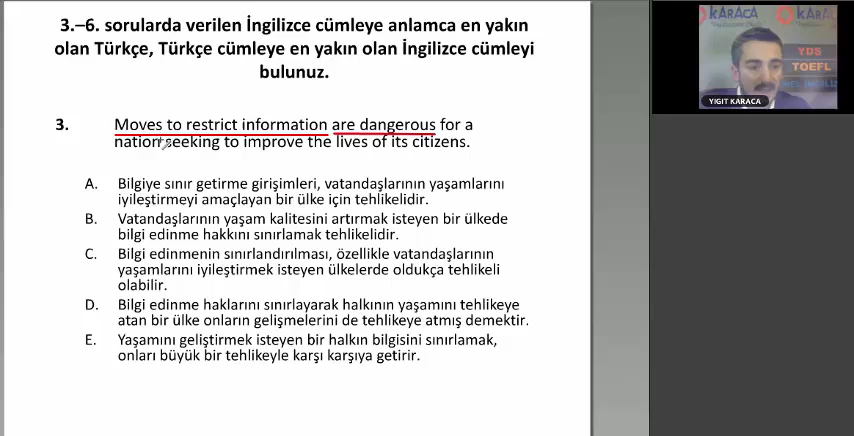 3.–6. sorularda verilen İngilizce cümleye anlamca en yakın
olan Türkçe, Türkçe cümleye en yakın olan İngilizce cümleyi
bulunuz.
3. Moves to restrict information are dangerous for a
nation seeking to improve the lives of its citizens.
A. Bilgiye sınır getirme girişimleri, vatandaşlarının yaşamlarını
iyileştirmeyi amaçlayan bir ülke için tehlikelidir.
B. Vatandaşlarının yaşam kalitesini artırmak isteyen bir ülkede
bilgi edinme hakkını sınırlamak tehlikelidir.
C. Bilgi edinmenin sınırlandırılması, özellikle vatandaşlarının
yaşamlarını iyileştirmek isteyen ülkelerde oldukça tehlikeli
olabilir.
D. Bilgi edinme haklarını sınırlayarak halkının yaşamını tehlikeye
atan bir ülke onların gelişmelerini de tehlikeye atmış demektir.
E. Yaşamını geliştirmek isteyen bir halkın bilgisini sınırlamak,
onları büyük bir tehlikeyle karşı karşıya getirir.
KARACA
YDS
TOEFL
YIGIT KARACA